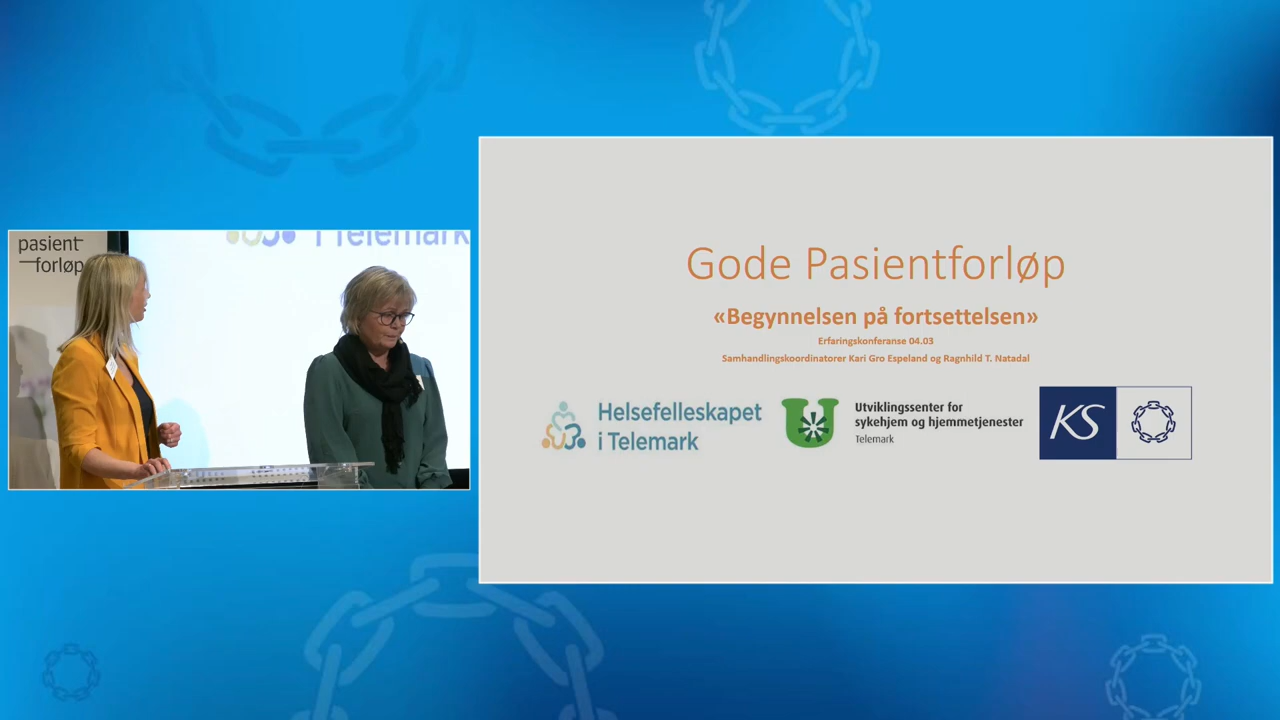 pasient
forløp
i Telemark
Gode Pasientforløp
«Begynnelsen på fortsettelsen»
Erfaringskonferanse 04.03
Samhandlingskoordinatorer Kari Gro Espeland og Ragnhild T. Natadal
Helsefelleskapet
i Telemark
Utviklingssenter for
sykehjem og hjemmetjenester
Telemark
KS